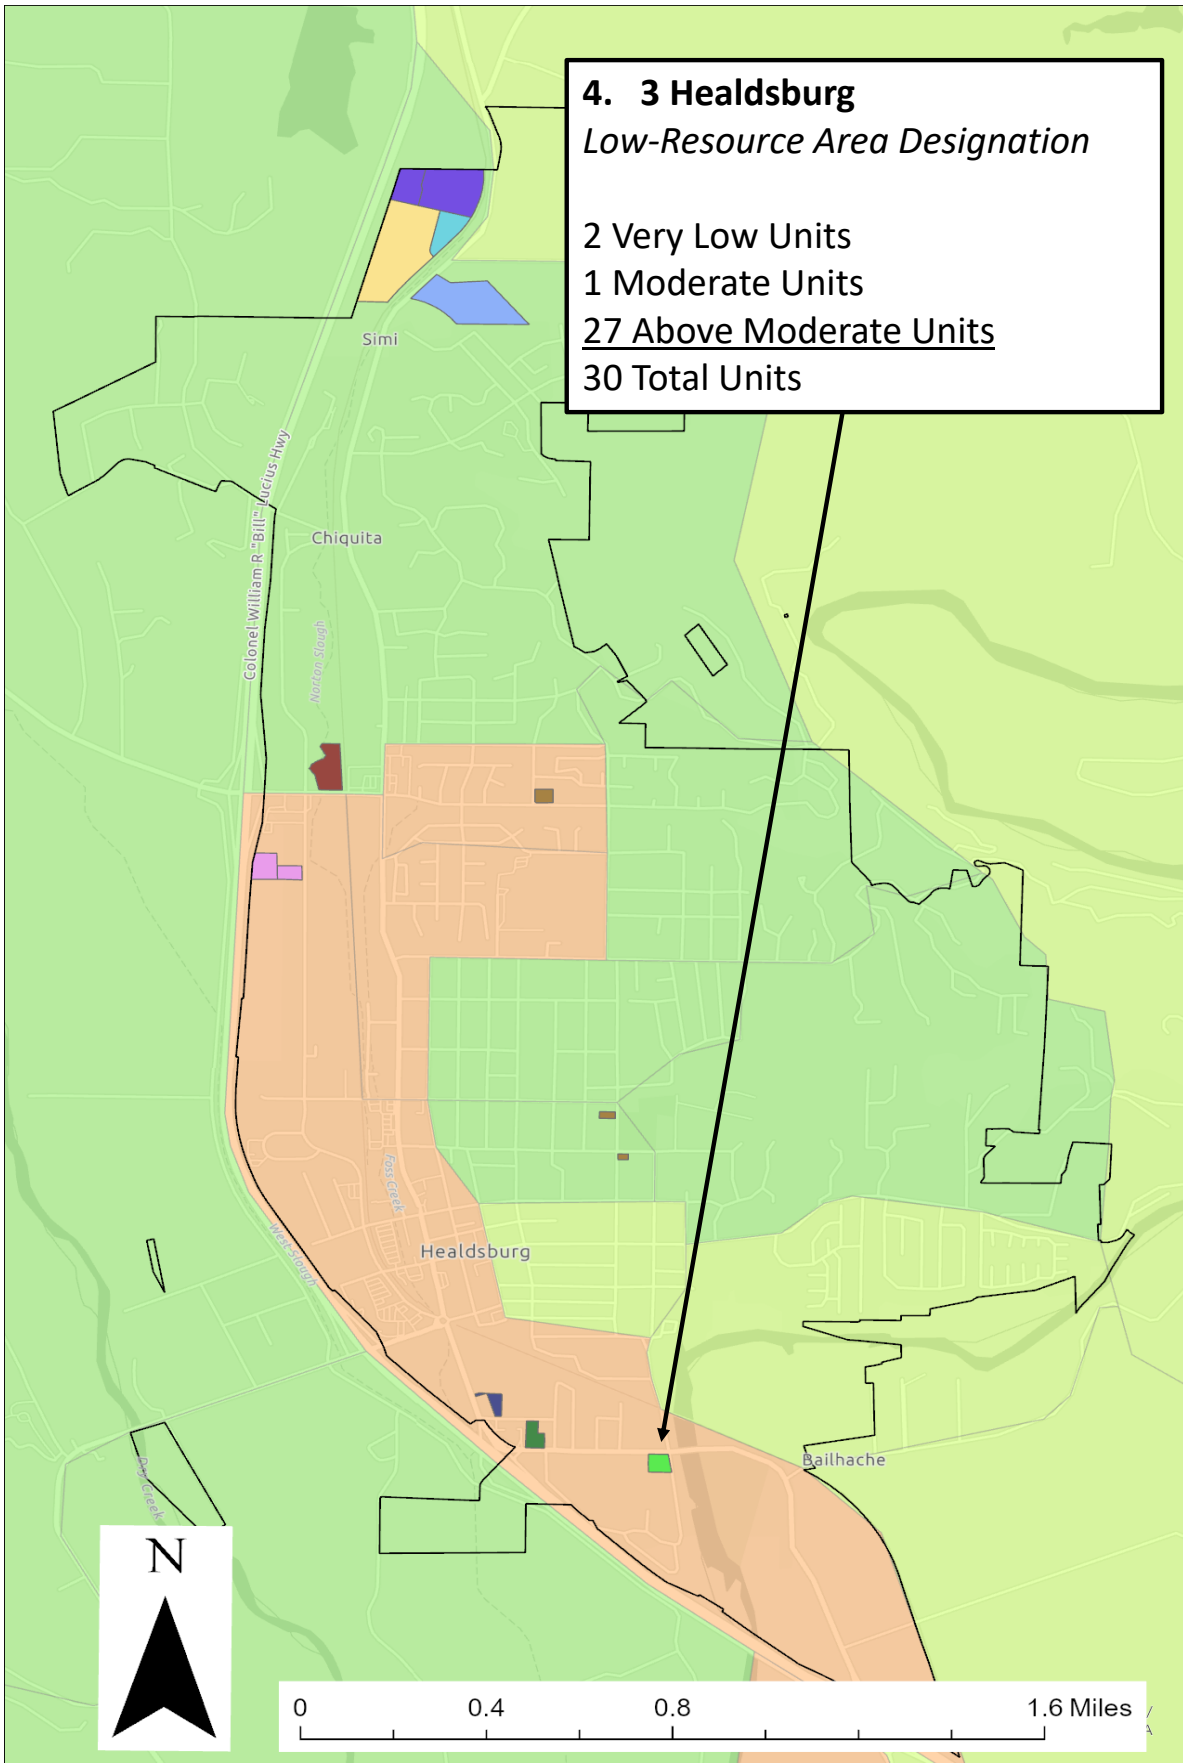 4. 3 Healdsburg
Low-Resource Area Designation
2 Very Low Units
1 Moderate Units
27 Above Moderate Units
30 Total Units
Simi
Colonel William R "Bill" Lucius Hwy
Chiquita
Norton Slough
Foss Creek
West Slough
Healdsburg
Bailhache
Dry Creek
N
0 0.4 0.8 1.6 Miles